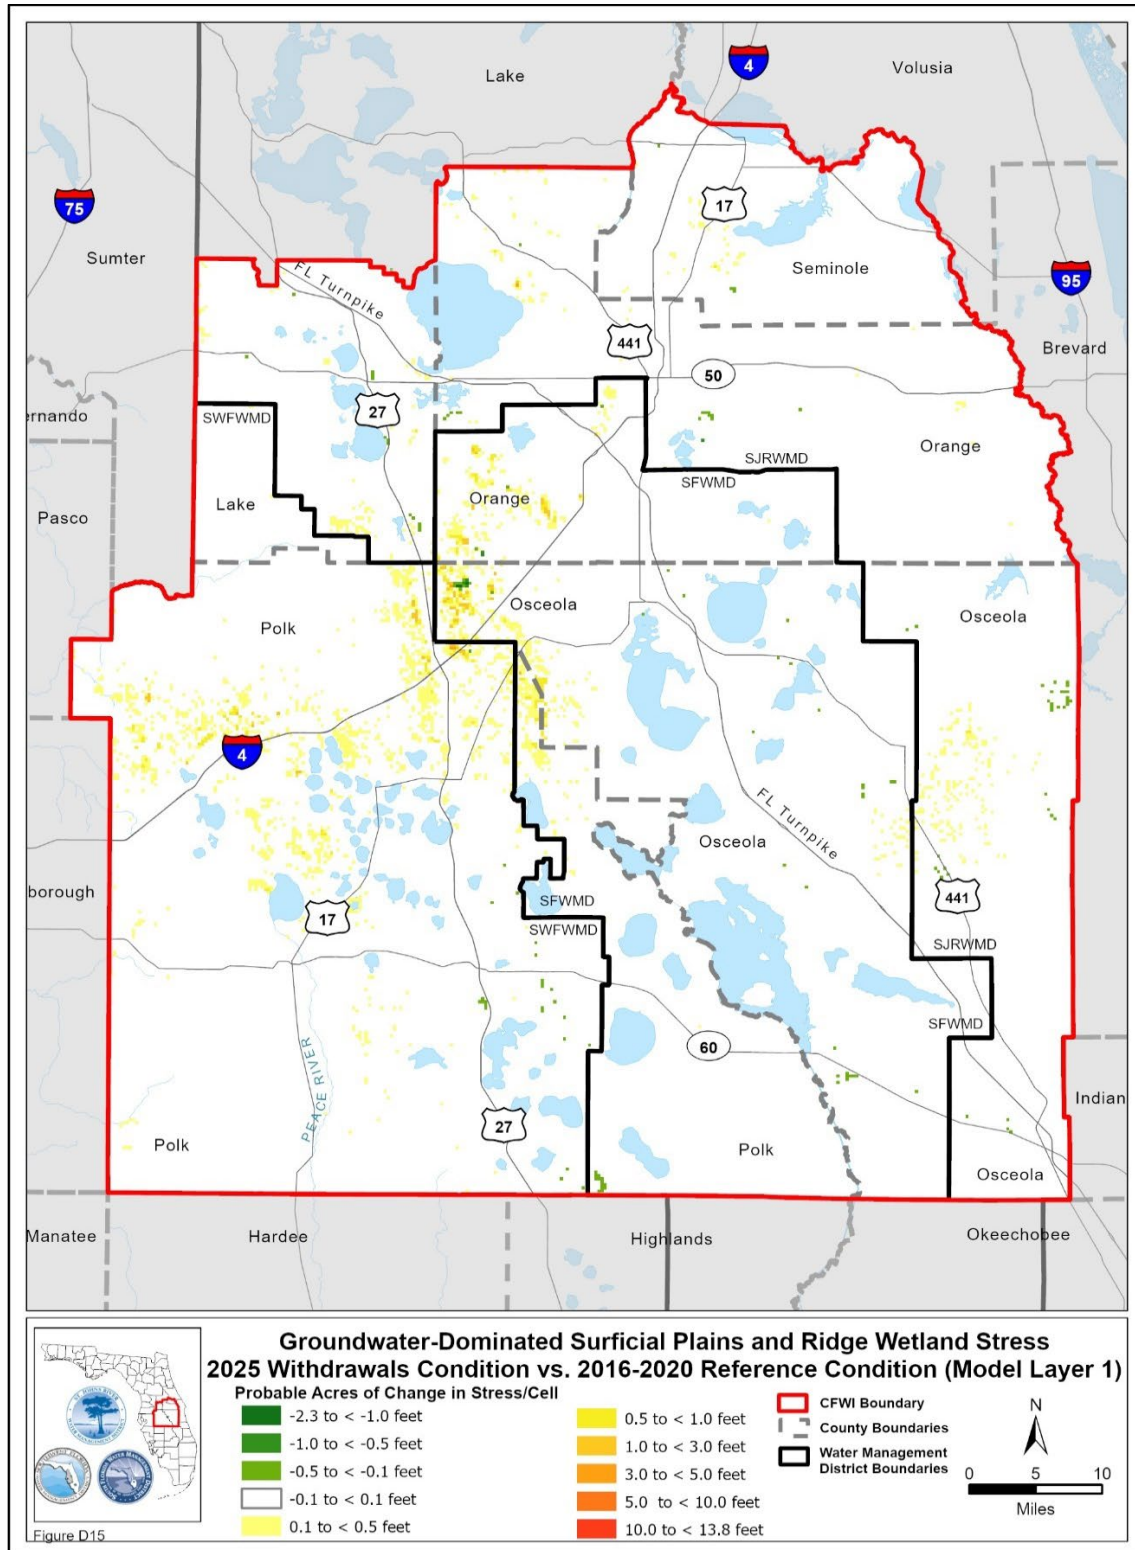 Lake
4
Volusia
75
17
Sumter
Seminole
FL Turnpike
95
441
Brevard
50
27
ernando
SWFWMD
Orange
SJRWMD
SFWMD
Lake
Orange
Pasco
Polk
Osceola
Osceola
4
FL Turnpike
Osceola
borough
441
17
SFWMD
SWFWMD
SJRWMD
SFWMD
60
PEACE RIVER
Indian
27
Polk
Polk
Osceola
Manatee
Hardee
Highlands
Okeechobee
Groundwater-Dominated Surficial Plains and Ridge Wetland Stress
2025 Withdrawals Condition vs. 2016-2020 Reference Condition (Model Layer 1)
Probable Acres of Change in Stress/Cell
-2.3 to < -1.0 feet
-1.0 to < -0.5 feet
-0.5 to < -0.1 feet
-0.1 to < 0.1 feet
0.1 to < 0.5 feet
0.5 to < 1.0 feet
1.0 to < 3.0 feet
3.0 to < 5.0 feet
5.0 to < 10.0 feet
10.0 to < 13.8 feet
CFWI Boundary
County Boundaries
Water Management
District Boundaries
N
0 5 10
Miles
Figure D15